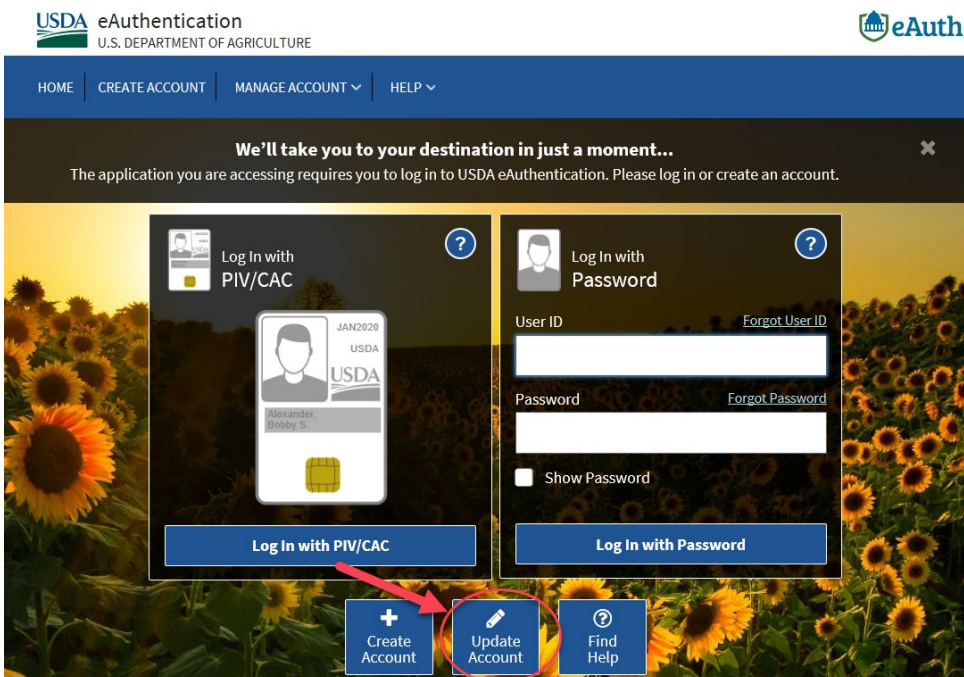 USDA eAuthentication
U.S. DEPARTMENT OF AGRICULTURE
eAuth
HOME CREATE ACCOUNT MANAGE ACCOUNT HELP
We'll take you to your destination in just a moment...
The application you are accessing requires you to log in to USDA eAuthentication. Please log in or create an account.
USDA
Log In with
PIV/CAC
?
JAN2020
USDA
USDA
Alexander,
Bobby S.
Log In with PIV/CAC
Log In with
Password
?
User ID Forgot User ID
Password Forgot Password
Show Password
Log In with Password
Create
Account
Update
Account
?
Find
Help